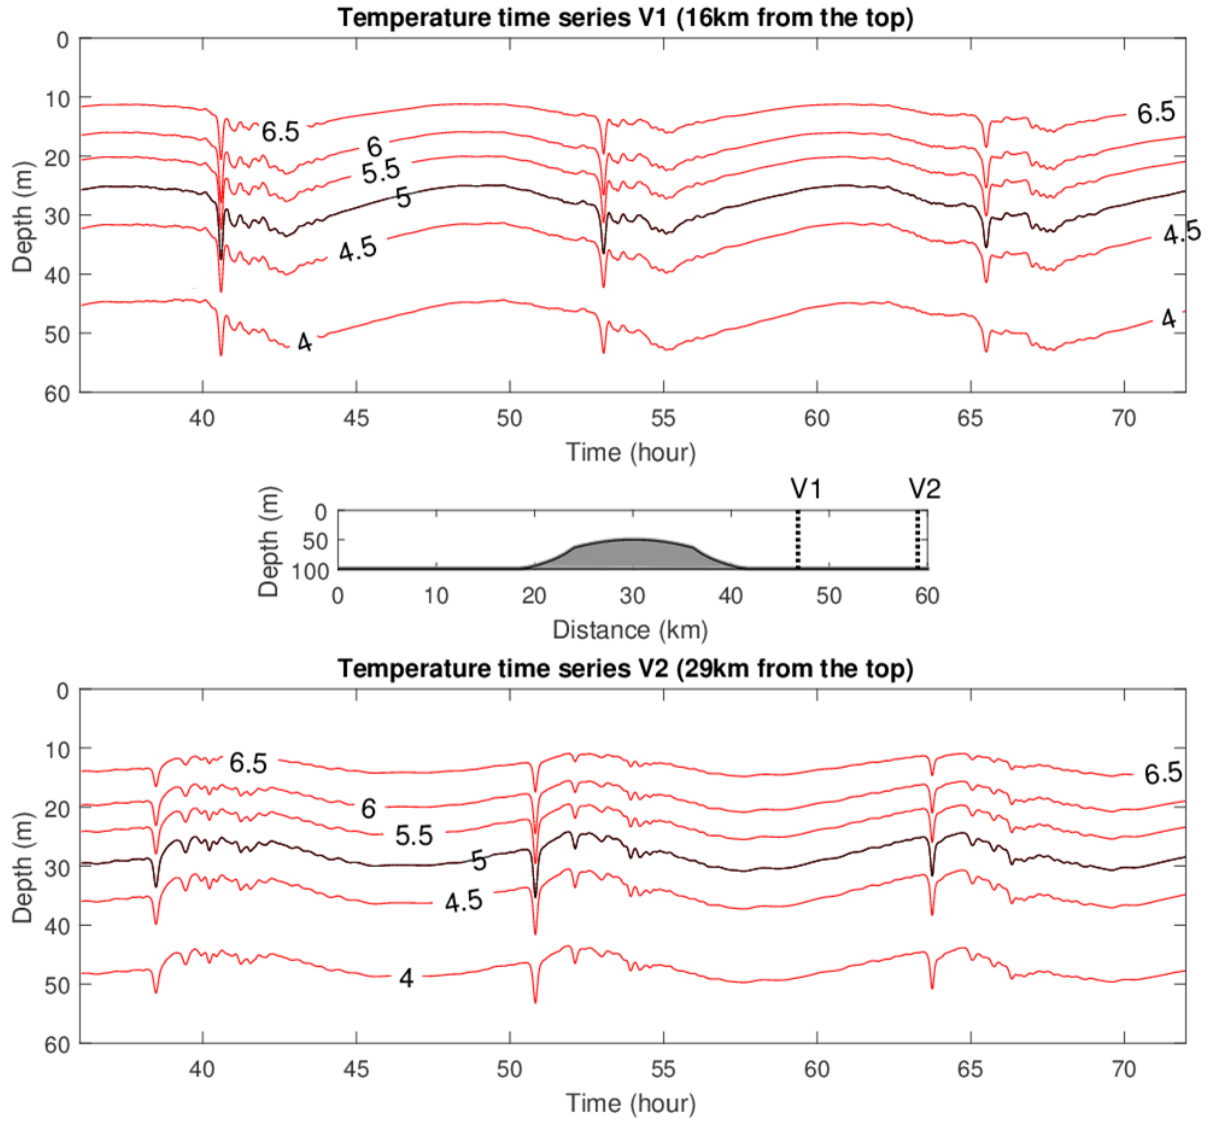 Temperature time series V1 (16km from the top)
0
10
20
30
40
50
60
Depth (m)
6.5
6
5.5
5
4.5
4
6.5
4.5
4
40 45 50 55 60 65 70
Time (hour)
V1 V2
0
50
100
Depth (m)
0 10 20 30 40 50 60
Distance (km)
Temperature time series V2 (29km from the top)
0
10
20
30
40
50
60
Depth (m)
6.5
6
5.5
5
4.5
4
6.5
40 45 50 55 60 65 70
Time (hour)